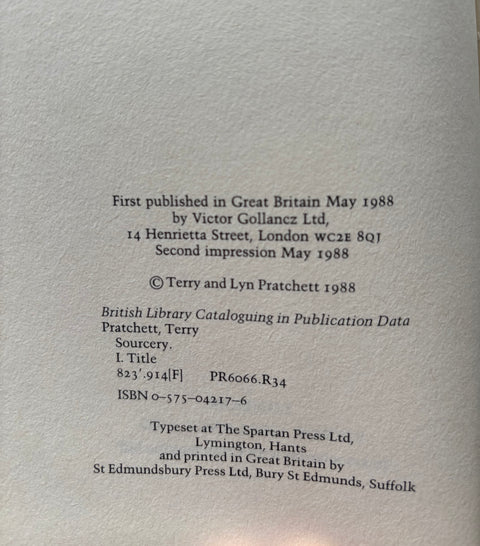 First published in Great Britain May 1988
by Victor Gollancz Ltd,
14 Henrietta Street, London WC2E 8QJ
Second impression May 1988
© Terry and Lyn Pratchett 1988
British Library Cataloguing in Publication Data
Pratchett, Terry
Sourcery.
I. Title
823'.914[F] PR6066.R34
ISBN 0–575–04217–6
Typeset at The Spartan Press Ltd,
Lymington, Hants
and printed in Great Britain by
St Edmundsbury Press Ltd, Bury St Edmunds, Suffolk